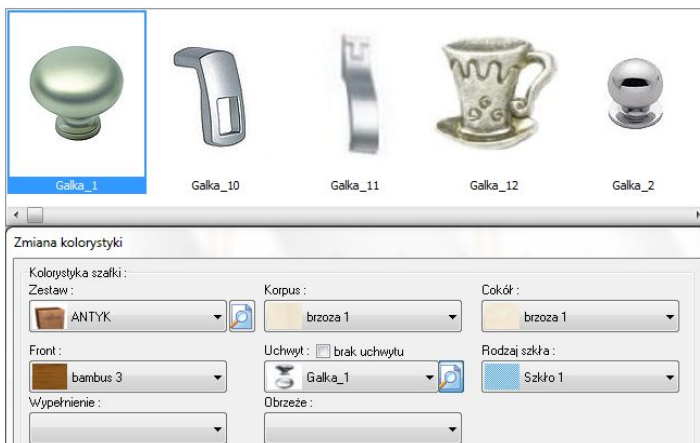 Galka_1 Galka_10 Galka_11 Galka_12 Galka_2
Zmiana kolorystyki
Kolorystyka szafki :
Zestaw : Korpus : Cokół :
ANTYK brzoza 1 brzoza 1
Front : Uchwyt : brak uchwytu Rodzaj szkła :
bambus 3 Galka_1 Szkło 1
Wypełnienie : Obrzeże :